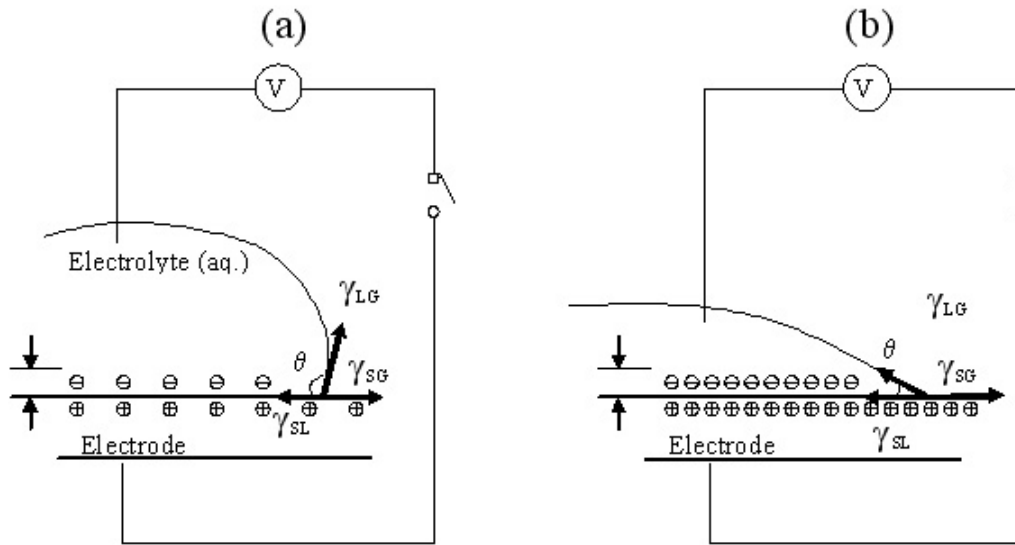 (a)
V
Electrolyte (aq.)
γLG
θ
γSG
γSL
Electrode
(b)
V
γLG
θ
γSG
γSL
Electrode